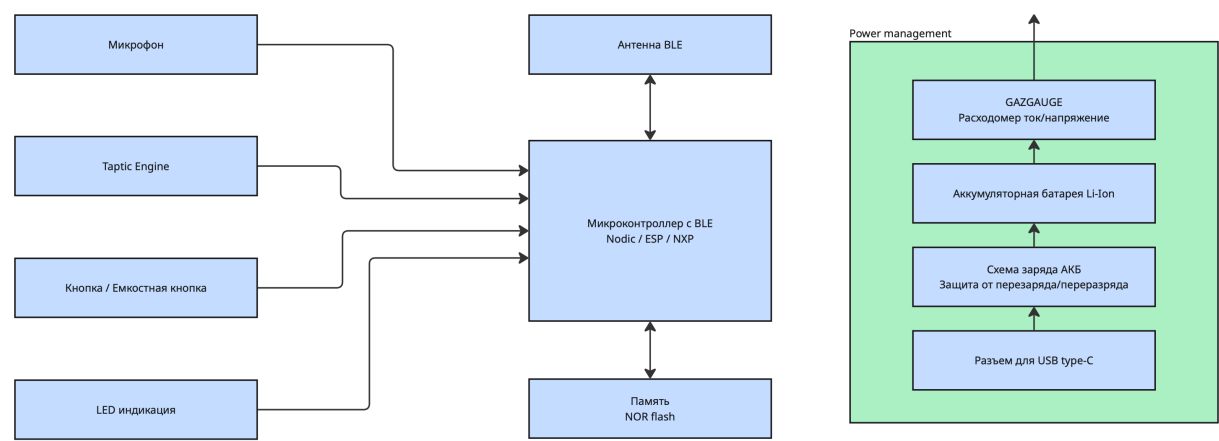 Микрофон
Taptic Engine
Кнопка / Емкостная кнопка
LED индикация
Антенна BLE
Микроконтроллер с BLE
Nodic / ESP / NXP
Память
NOR flash
Power management
GAZGAUGE
Расходомер ток/напряжение
Аккумуляторная батарея Li-Ion
Схема заряда АКБ
Защита от перезаряда/переразряда
Разъем для USB type-C